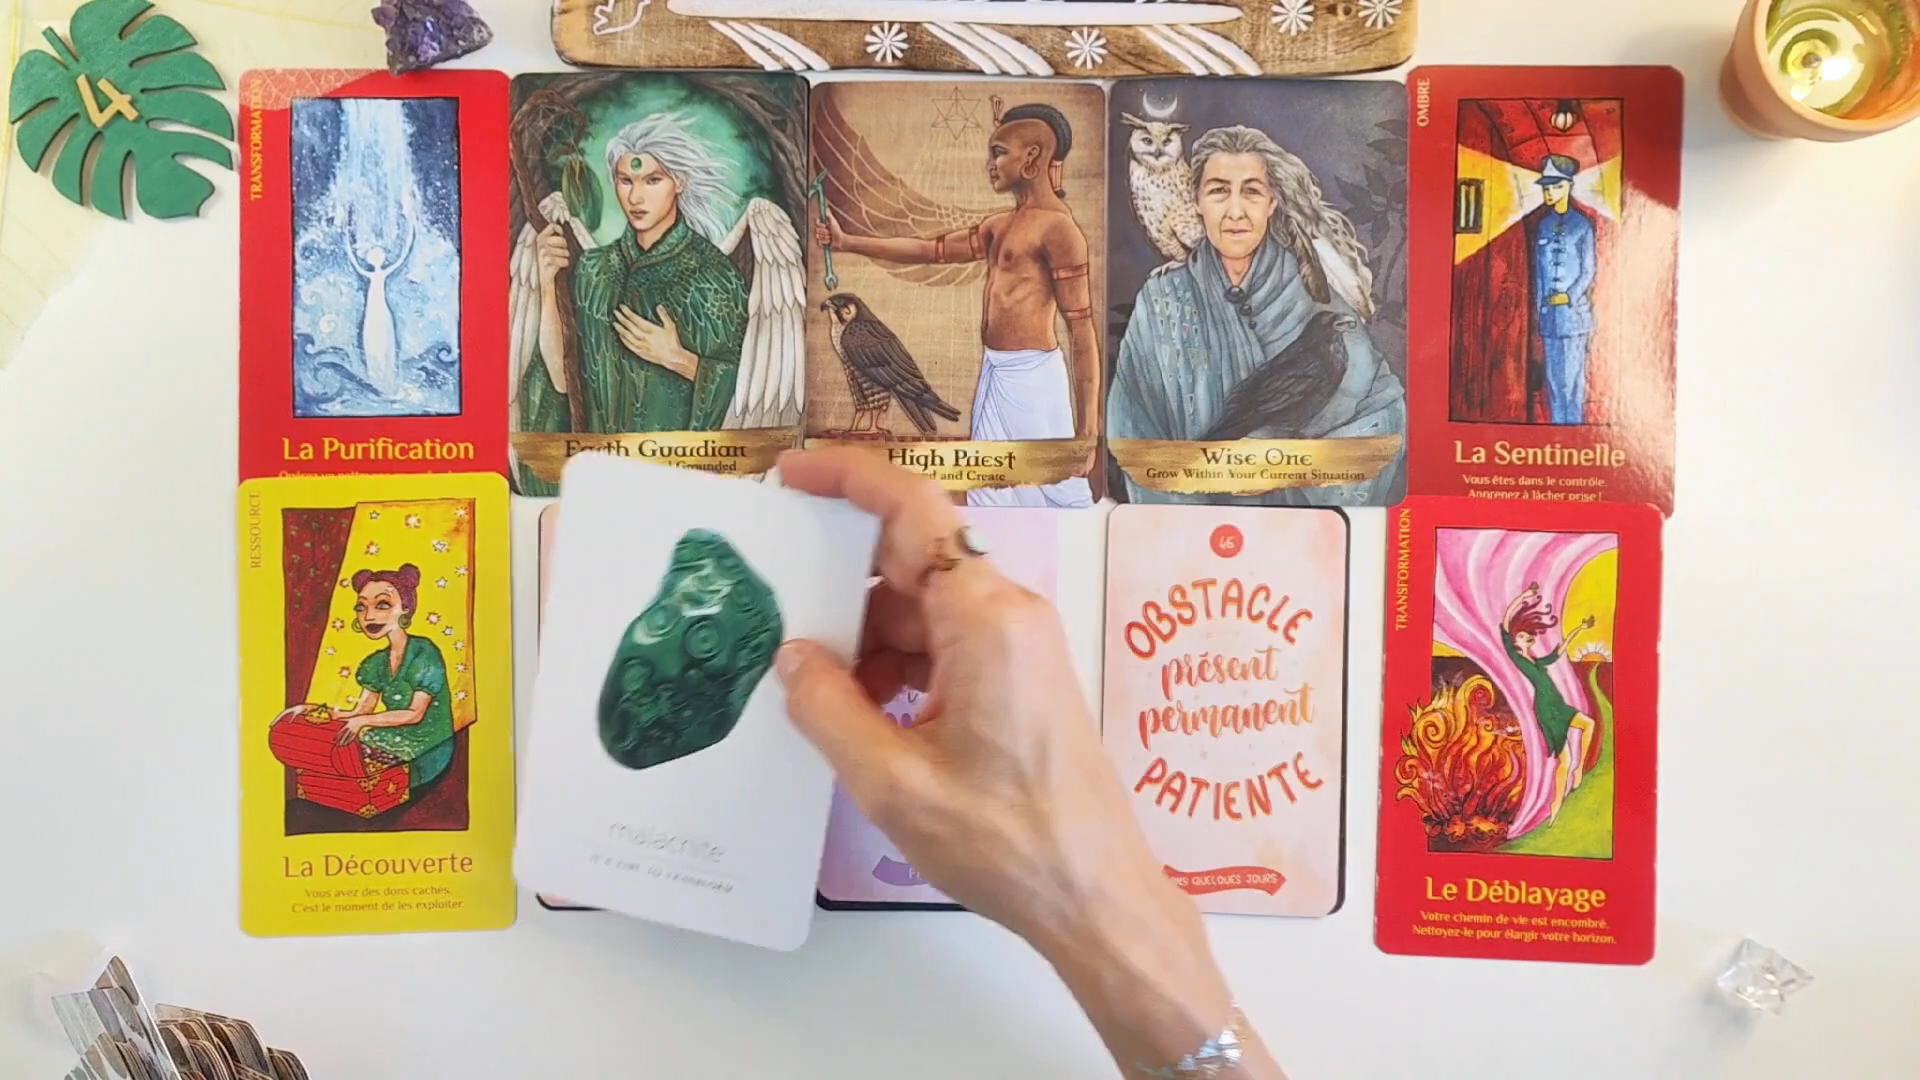 4
TRANSFORMATION
La Purification
Earth Guardian
Grounded
High Priest
and Create
Wise One
Grow Within Your Current Situation
OMBRE
La Sentinelle
Vous êtes dans le contrôle.
Apprenez à lâcher prise !
RESSOURCE
La Découverte
Vous avez des dons cachés.
C'est le moment de les exploiter.
malachite
46
OBSTACLE
présent
permanent
PATIENTE
QUELQUES JOURS
TRANSFORMATION
Le Déblayage
Votre chemin de vie est encombré.
Nettoyez-le pour élargir votre horizon.